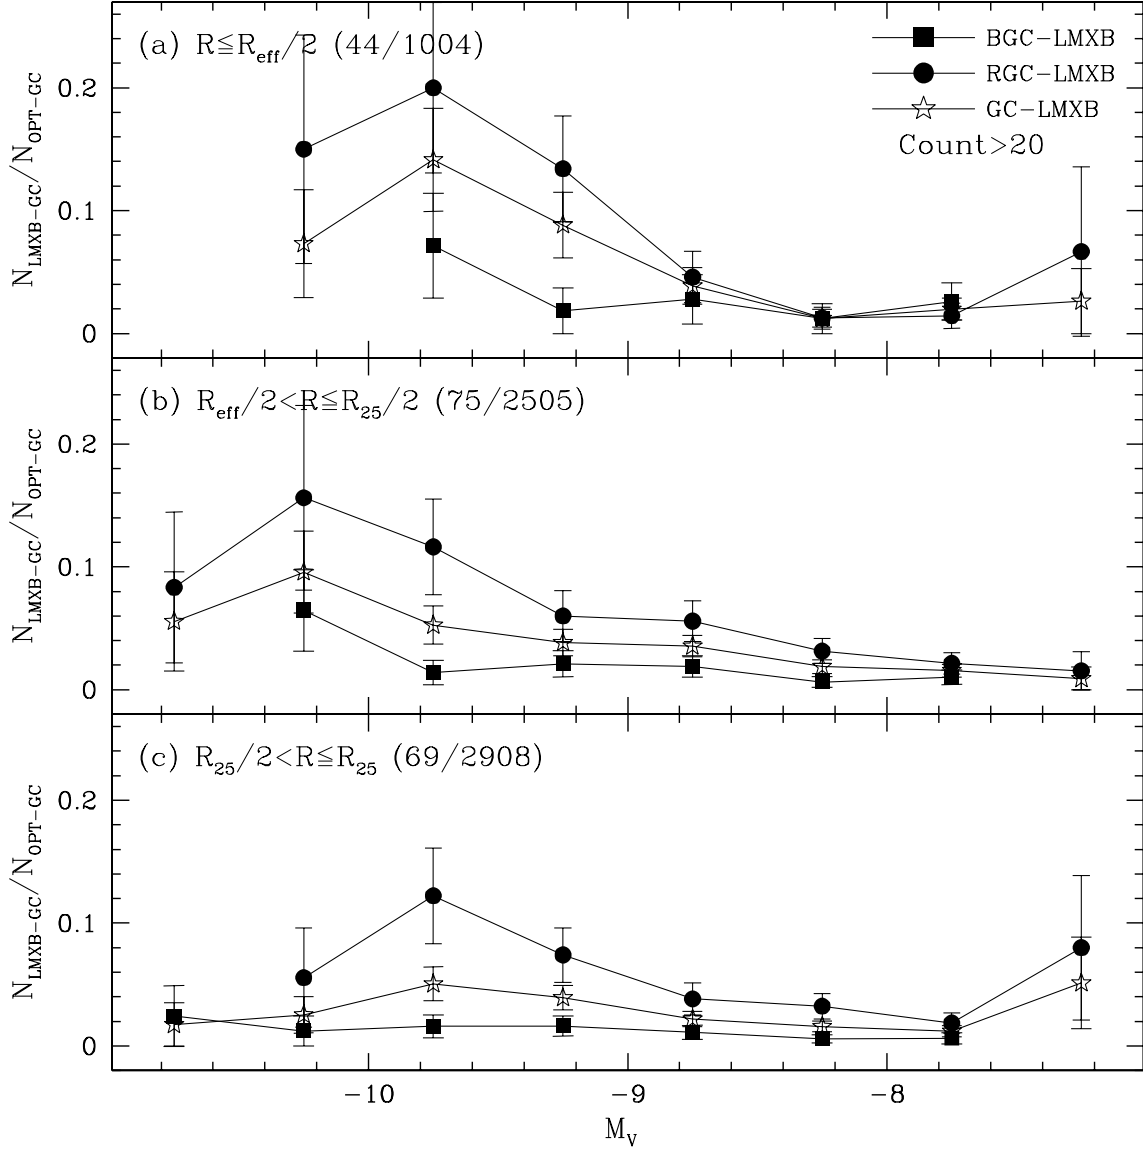 (a) R≦R_eff/2 (44/1004)
BGC-LMXB
RGC-LMXB
GC-LMXB
Count>20
0.2
0.1
0
N_LMXB-GC/N_OPT-GC
(b) R_eff/2<R≦R_25/2 (75/2505)
0.2
0.1
0
N_LMXB-GC/N_OPT-GC
(c) R_25/2<R≦R_25 (69/2908)
0.2
0.1
0
N_LMXB-GC/N_OPT-GC
-10
-9
-8
M_V